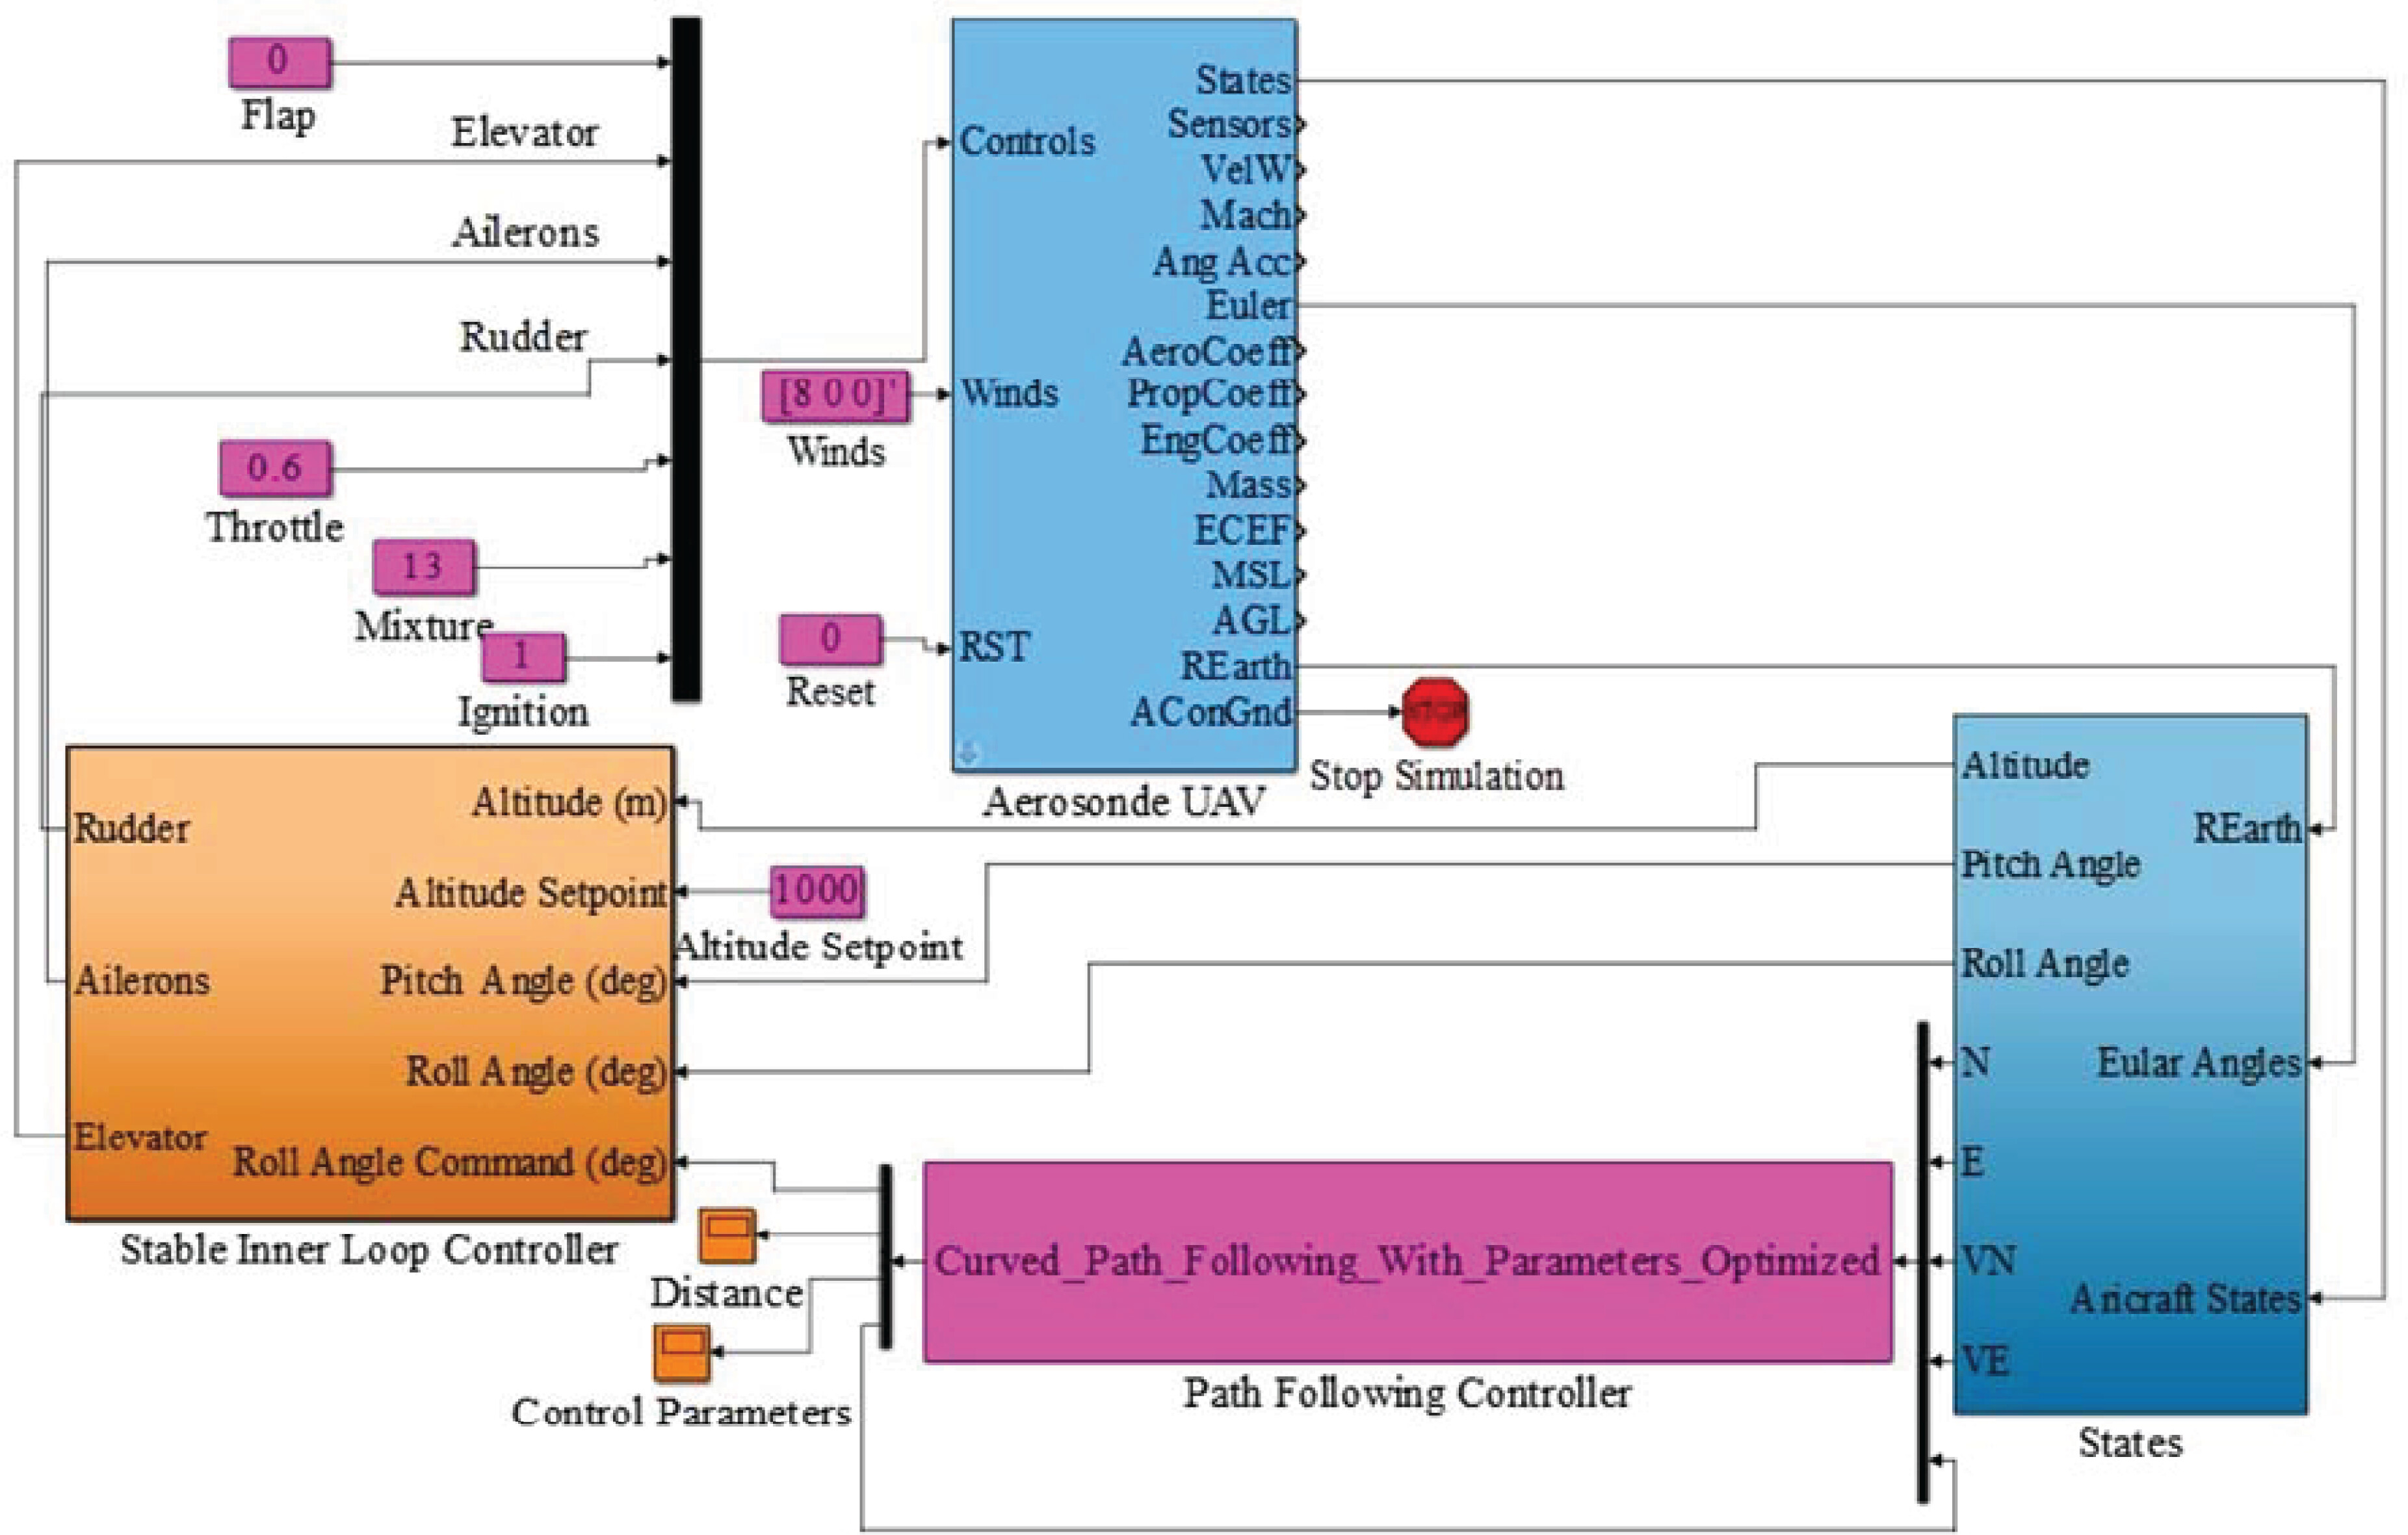 0
Flap
Elevator
Ailerons
Rudder
0.6
Throttle
13
Mixture
1
Ignition
[8 0 0]'
Winds
0
Reset
Controls
Winds
RST
States
Sensors
VelW
Mach
Ang Acc
Euler
AeroCoeff
PropCoeff
EngCoeff
Mass
ECEF
MSL
AGL
REarth
AConGnd
Aerosonde UAV
STOP
Stop Simulation
Rudder
Ailerons
Elevator
Altitude (m)
Altitude Setpoint
Pitch Angle (deg)
Roll Angle (deg)
Roll Angle Command (deg)
Stable Inner Loop Controller
1000
Altitude Setpoint
Altitude
Pitch Angle
Roll Angle
N
E
VN
VE
REarth
Eular Angles
Aricraft States
States
Curved_Path_Following_With_Parameters_Optimized
Path Following Controller
Distance
Control Parameters